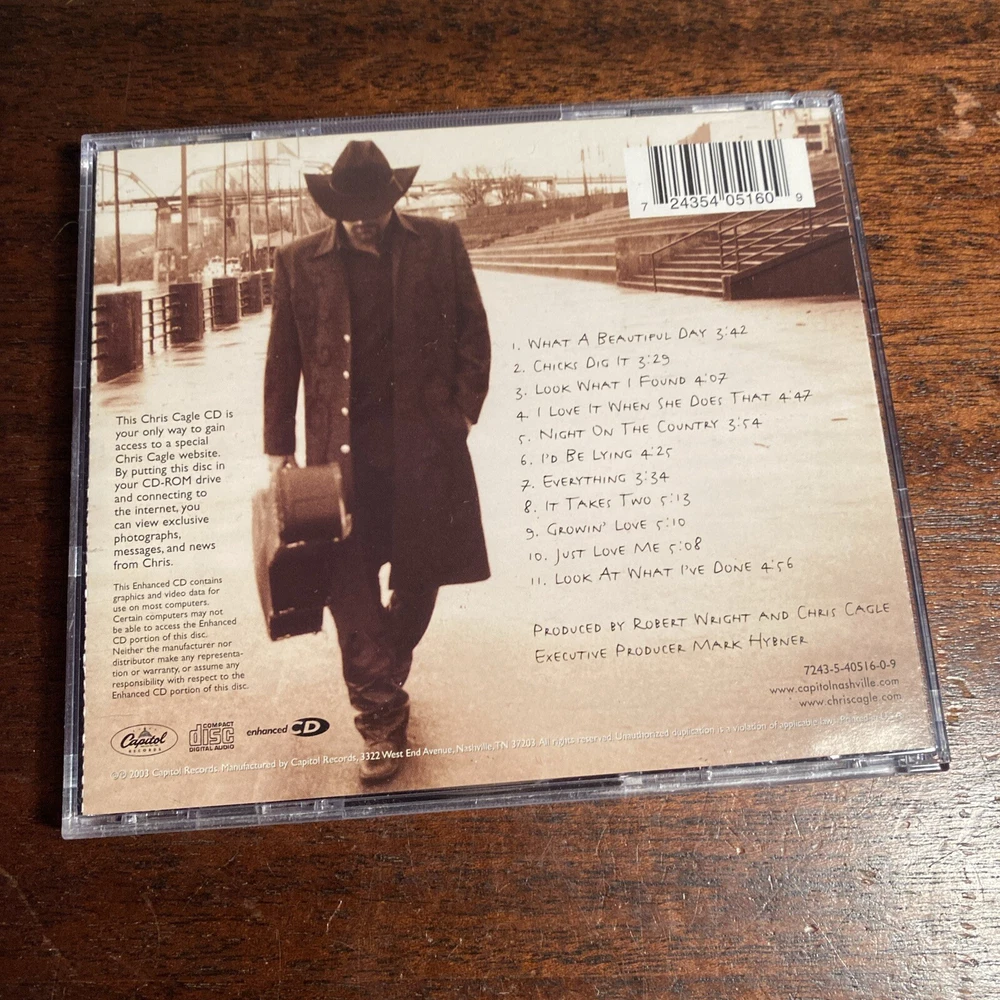 7 24354 05160 9
1. WHAT A BEAUTIFUL DAY 3:42
2. CHICKS DIG IT 3:29
3. LOOK WHAT I FOUND 4:07
4. I LOVE IT WHEN SHE DOES THAT 4:47
5. NIGHT ON THE COUNTRY 3:54
6. I'D BE LYING 4:25
7. EVERYTHING 3:34
8. IT TAKES TWO 5:13
9. GROWIN' LOVE 5:10
10. JUST LOVE ME 5:08
11. LOOK AT WHAT I'VE DONE 4:56
PRODUCED BY ROBERT WRIGHT AND CHRIS CAGLE
EXECUTIVE PRODUCER MARK HYBNER
This Chris Cagle CD is
your only way to gain
access to a special
Chris Cagle website.
By putting this disc in
your CD-ROM drive
and connecting to
the internet, you
can view exclusive
photographs,
messages, and news
from Chris.
This Enhanced CD contains
graphics and video data for
use on most computers.
Certain computers may not
be able to access the Enhanced
CD portion of this disc.
Neither the manufacturer nor
distributor make any representa-
tion or warranty, or assume any
responsibility with respect to the
Enhanced CD portion of this disc.
7243-5-40516-0-9
www.capitolnashville.com
www.chriscagle.com
Capitol
RECORDS
COMPACT
disc
DIGITAL AUDIO
enhanced CD
©℗ 2003 Capitol Records. Manufactured by Capitol Records, 3322 West End Avenue, Nashville, TN 37203 All rights reserved. Unauthorized duplication is a violation of applicable laws. Printed in